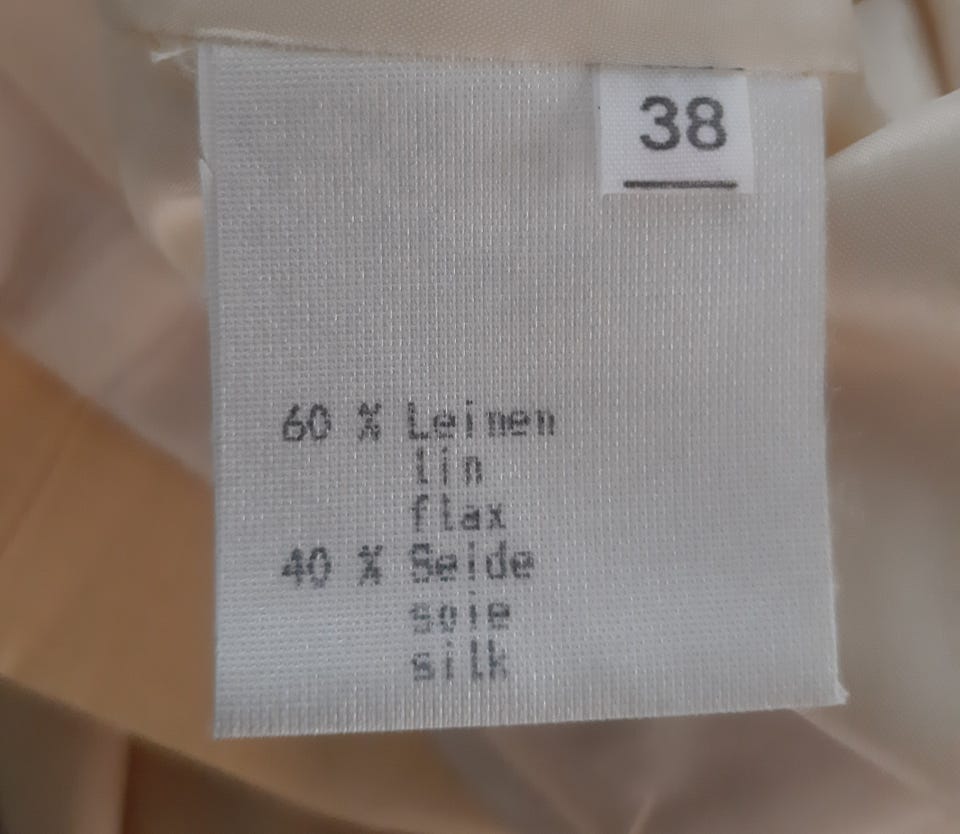 38
60 % Leinen
lin
flax
40 % Seide
soie
silk